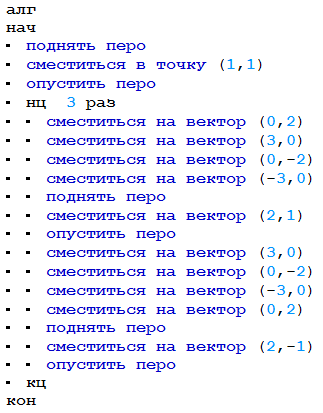 алг
нач
▪ поднять перо
▪ сместиться в точку (1,1)
▪ опустить перо
▪ нц 3 раз
▪ ▪ сместиться на вектор (0,2)
▪ ▪ сместиться на вектор (3,0)
▪ ▪ сместиться на вектор (0,-2)
▪ ▪ сместиться на вектор (-3,0)
▪ ▪ поднять перо
▪ ▪ сместиться на вектор (2,1)
▪ ▪ опустить перо
▪ ▪ сместиться на вектор (3,0)
▪ ▪ сместиться на вектор (0,-2)
▪ ▪ сместиться на вектор (-3,0)
▪ ▪ сместиться на вектор (0,2)
▪ ▪ поднять перо
▪ ▪ сместиться на вектор (2,-1)
▪ ▪ опустить перо
▪ кц
кон